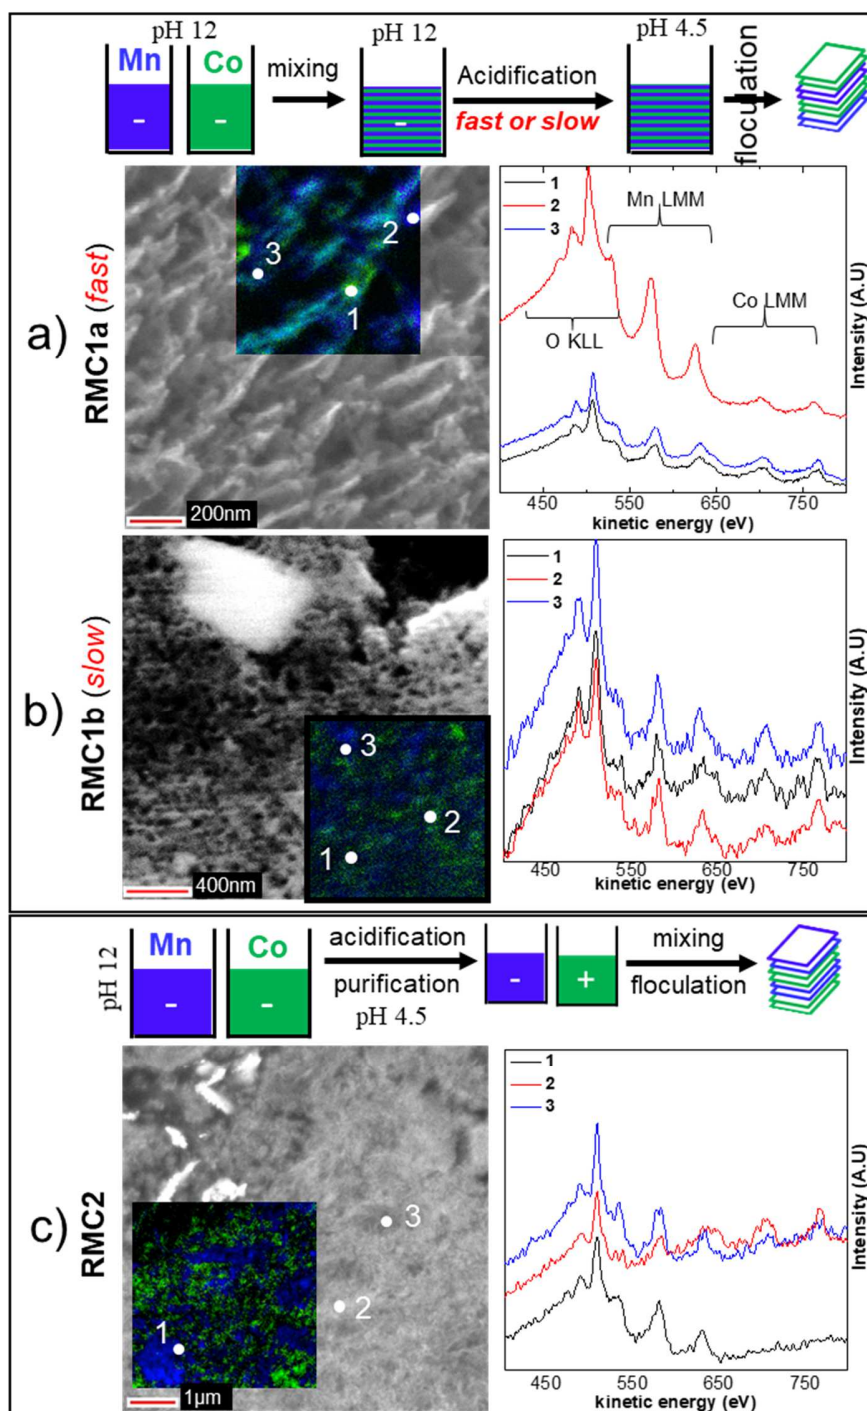 pH 12
pH 12
pH 4.5
Mn
Co
mixing
Acidification
fast or slow
floculation
-
-
-
a)
RMC1a (fast)
1
2
3
200nm
1
2
3
Mn LMM
Co LMM
O KLL
450 550 650 750
kinetic energy (eV)
Intensity (A.U)
b)
RMC1b (slow)
3
2
1
400nm
1
2
3
450 550 650 750
kinetic energy (eV)
Intensity (A.U)
pH 12
Mn
Co
-
-
acidification
purification
pH 4.5
-
+
mixing
floculation
c)
RMC2
3
2
1
1µm
1
2
3
450 550 650 750
kinetic energy (eV)
Intensity (A.U)